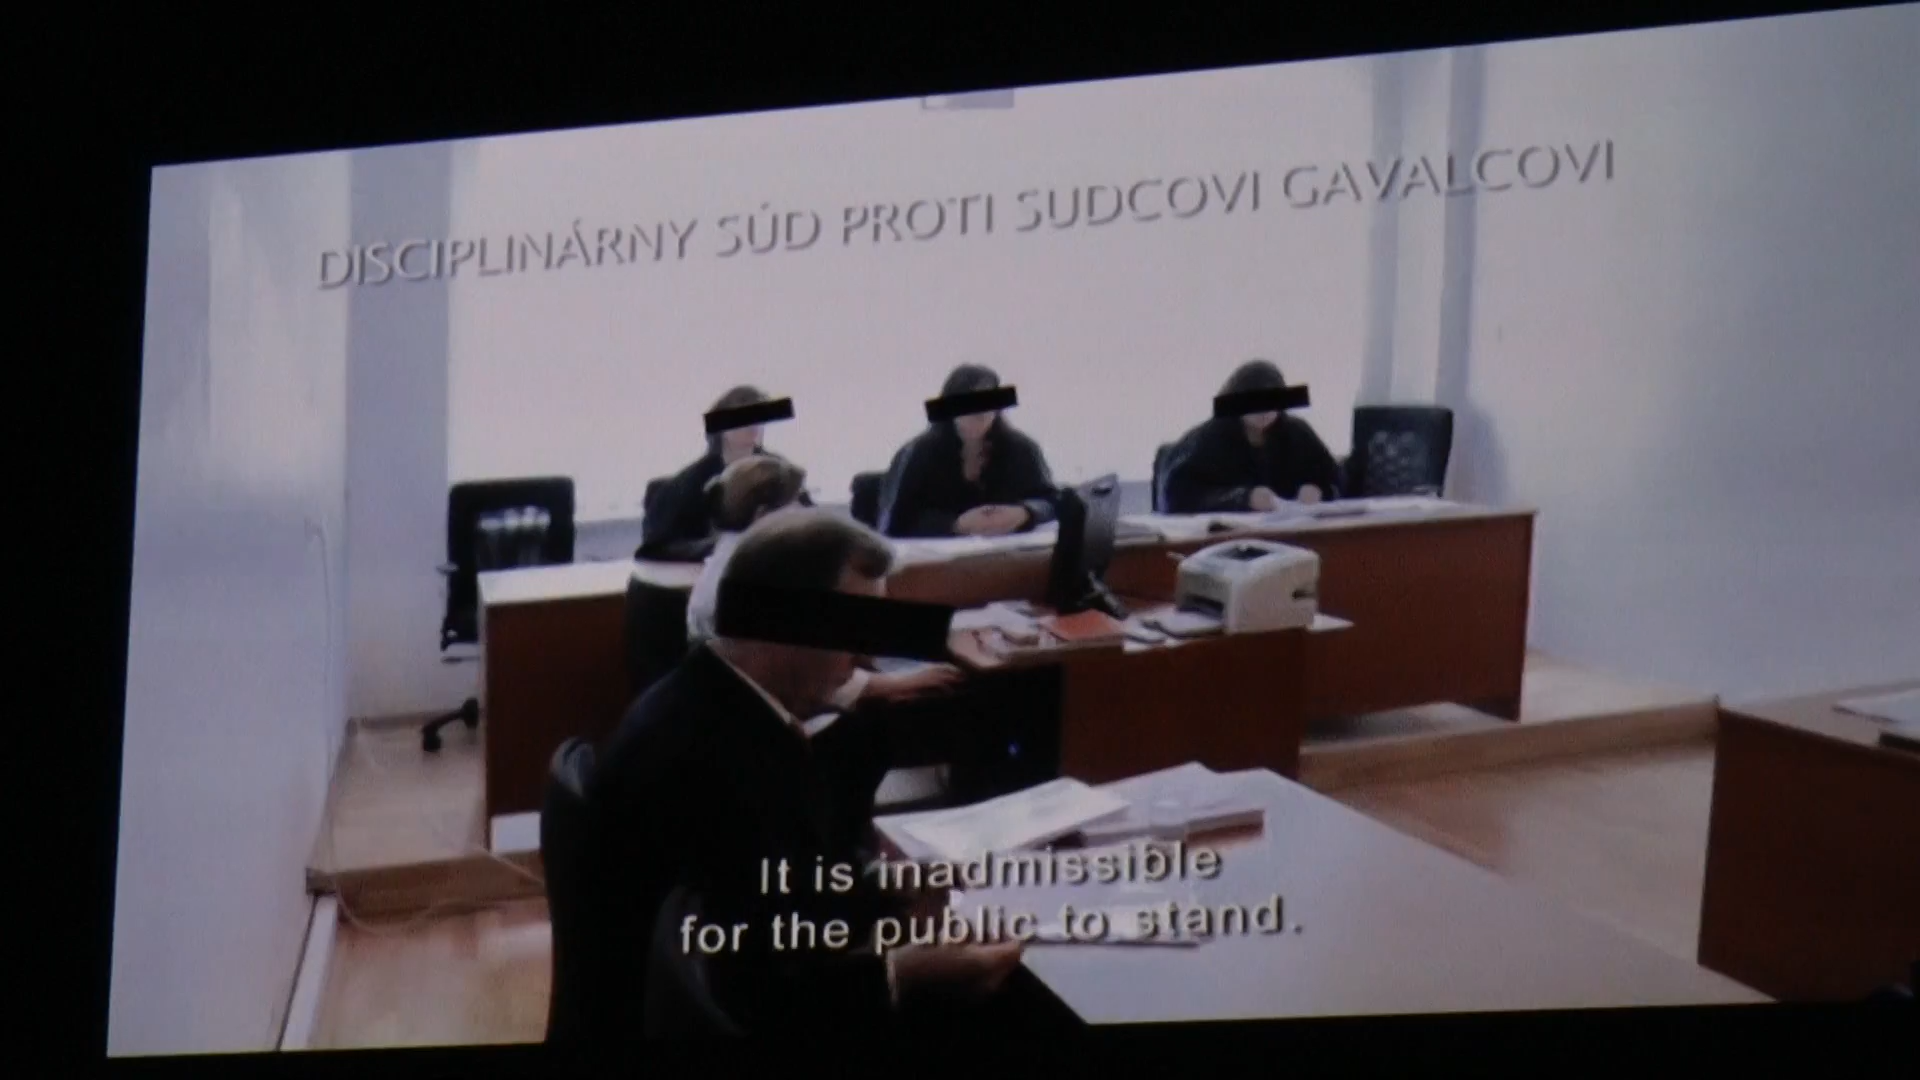 DISCIPLINÁRNY SÚD PROTI SUDCOVI GAVALCOVI
It is inadmissible
for the public to stand.